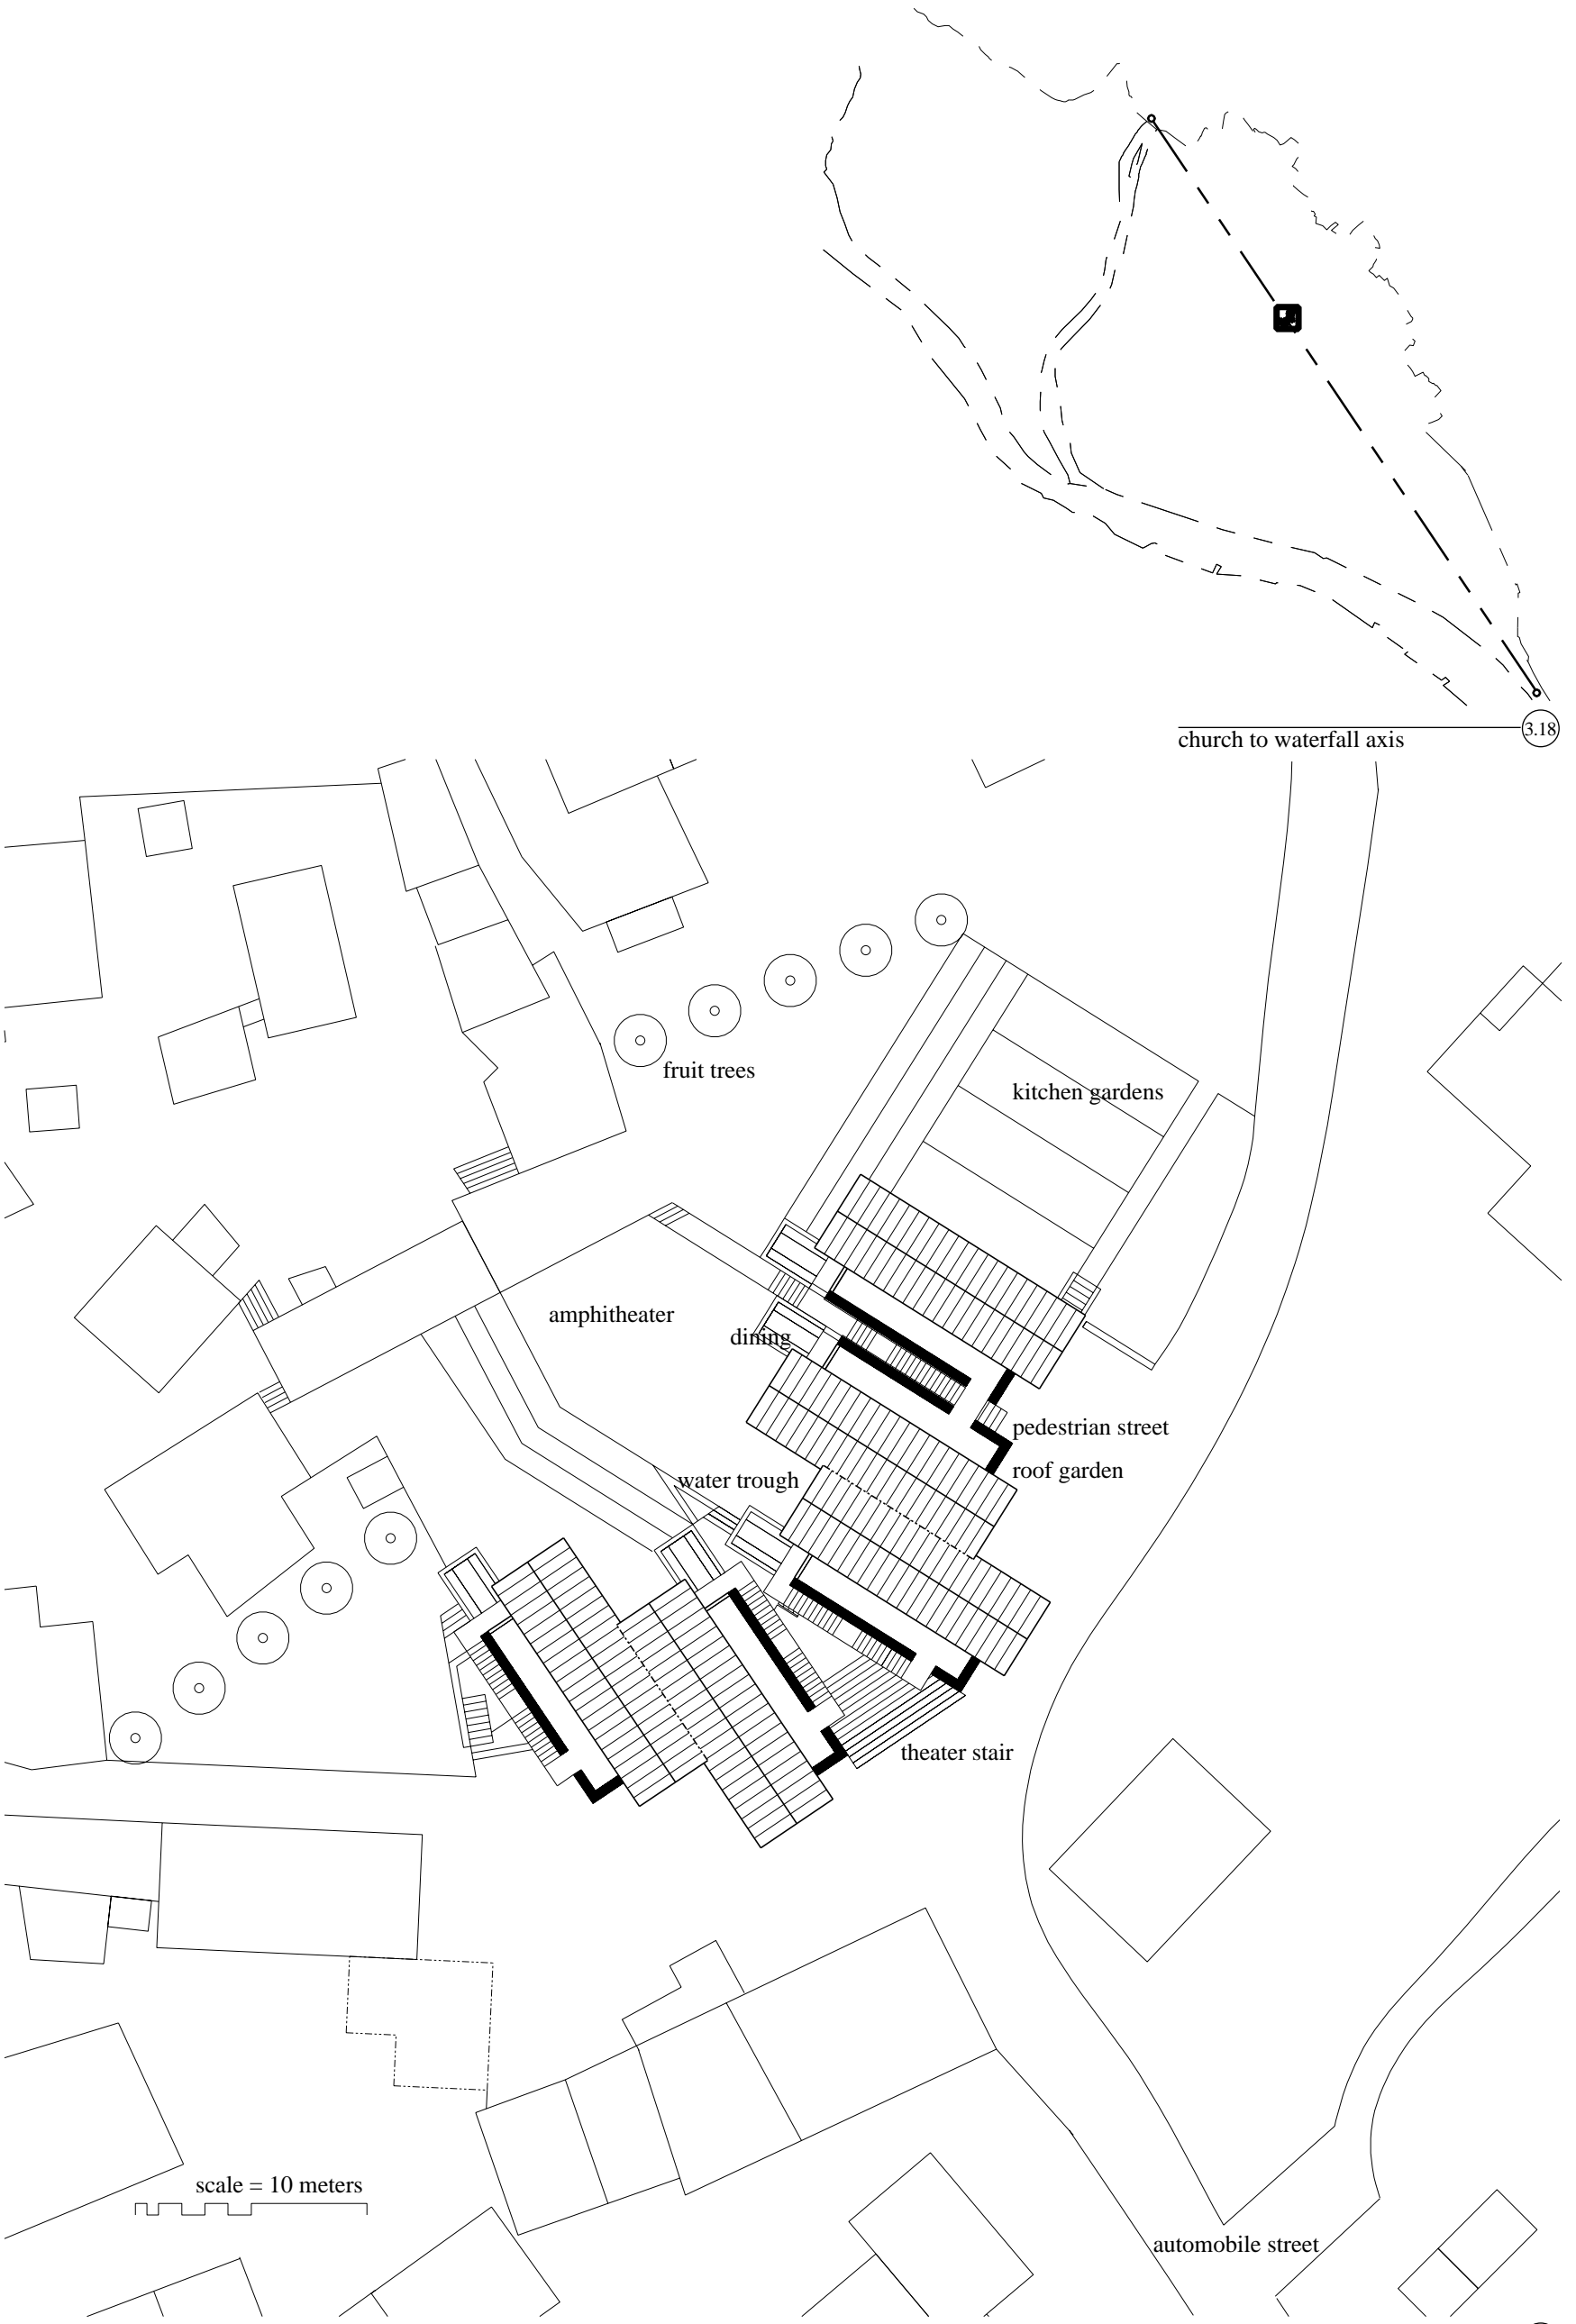 3.18
church to waterfall axis
fruit trees
kitchen gardens
amphitheater
dining
pedestrian street
roof garden
water trough
theater stair
scale = 10 meters
automobile street